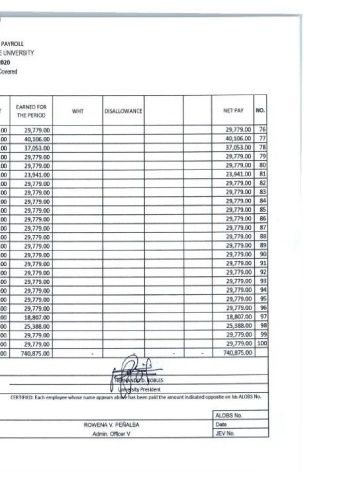 PAYROLL
E UNIVERSITY
020
Covered
EARNED FOR THE PERIOD WHT DISALLOWANCE NET PAY NO.
00 29,779.00 29,779.00 76
00 40,106.00 40,106.00 77
00 37,053.00 37,053.00 78
00 29,779.00 29,779.00 79
00 29,779.00 29,779.00 80
00 23,941.00 23,941.00 81
00 29,779.00 29,779.00 82
00 29,779.00 29,779.00 83
00 29,779.00 29,779.00 84
00 29,779.00 29,779.00 85
00 29,779.00 29,779.00 86
00 29,779.00 29,779.00 87
00 29,779.00 29,779.00 88
00 29,779.00 29,779.00 89
00 29,779.00 29,779.00 90
00 29,779.00 29,779.00 91
00 29,779.00 29,779.00 92
00 29,779.00 29,779.00 93
00 29,779.00 29,779.00 94
00 29,779.00 29,779.00 95
00 29,779.00 29,779.00 96
00 18,807.00 18,807.00 97
00 25,388.00 25,388.00 98
00 29,779.00 29,779.00 99
00 29,779.00 29,779.00 100
00 740,875.00 - - - 740,875.00
D. NOBLES
University President
CERTIFIED: Each employee whose name appears above has been paid the amount indicated opposite on his ALOBS No.
ALOBS No.
ROWENA V. PEÑALBA Date
Admin. Officer V JEV No.